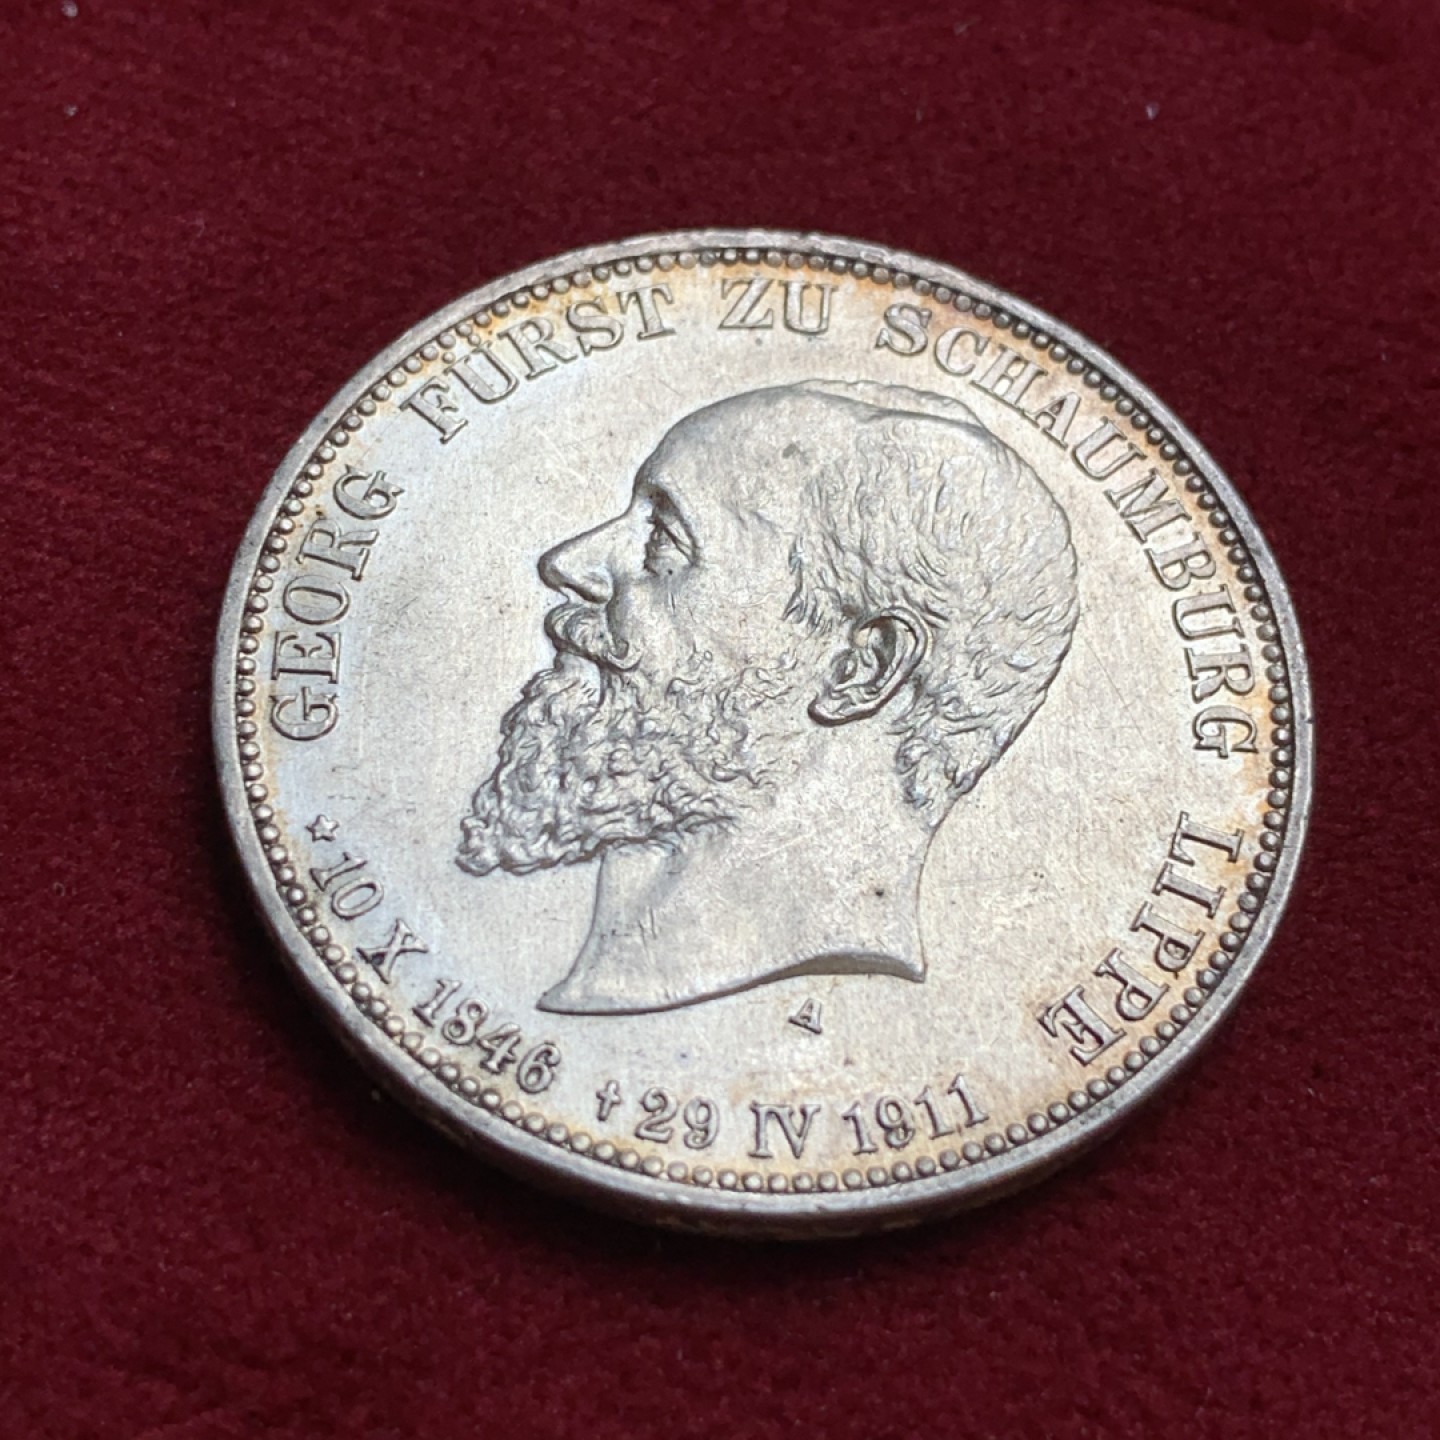 GEORG FÜRST ZU SCHAUMBURG LIPPE
* 10 X 1846 † 29 IV 1911
A